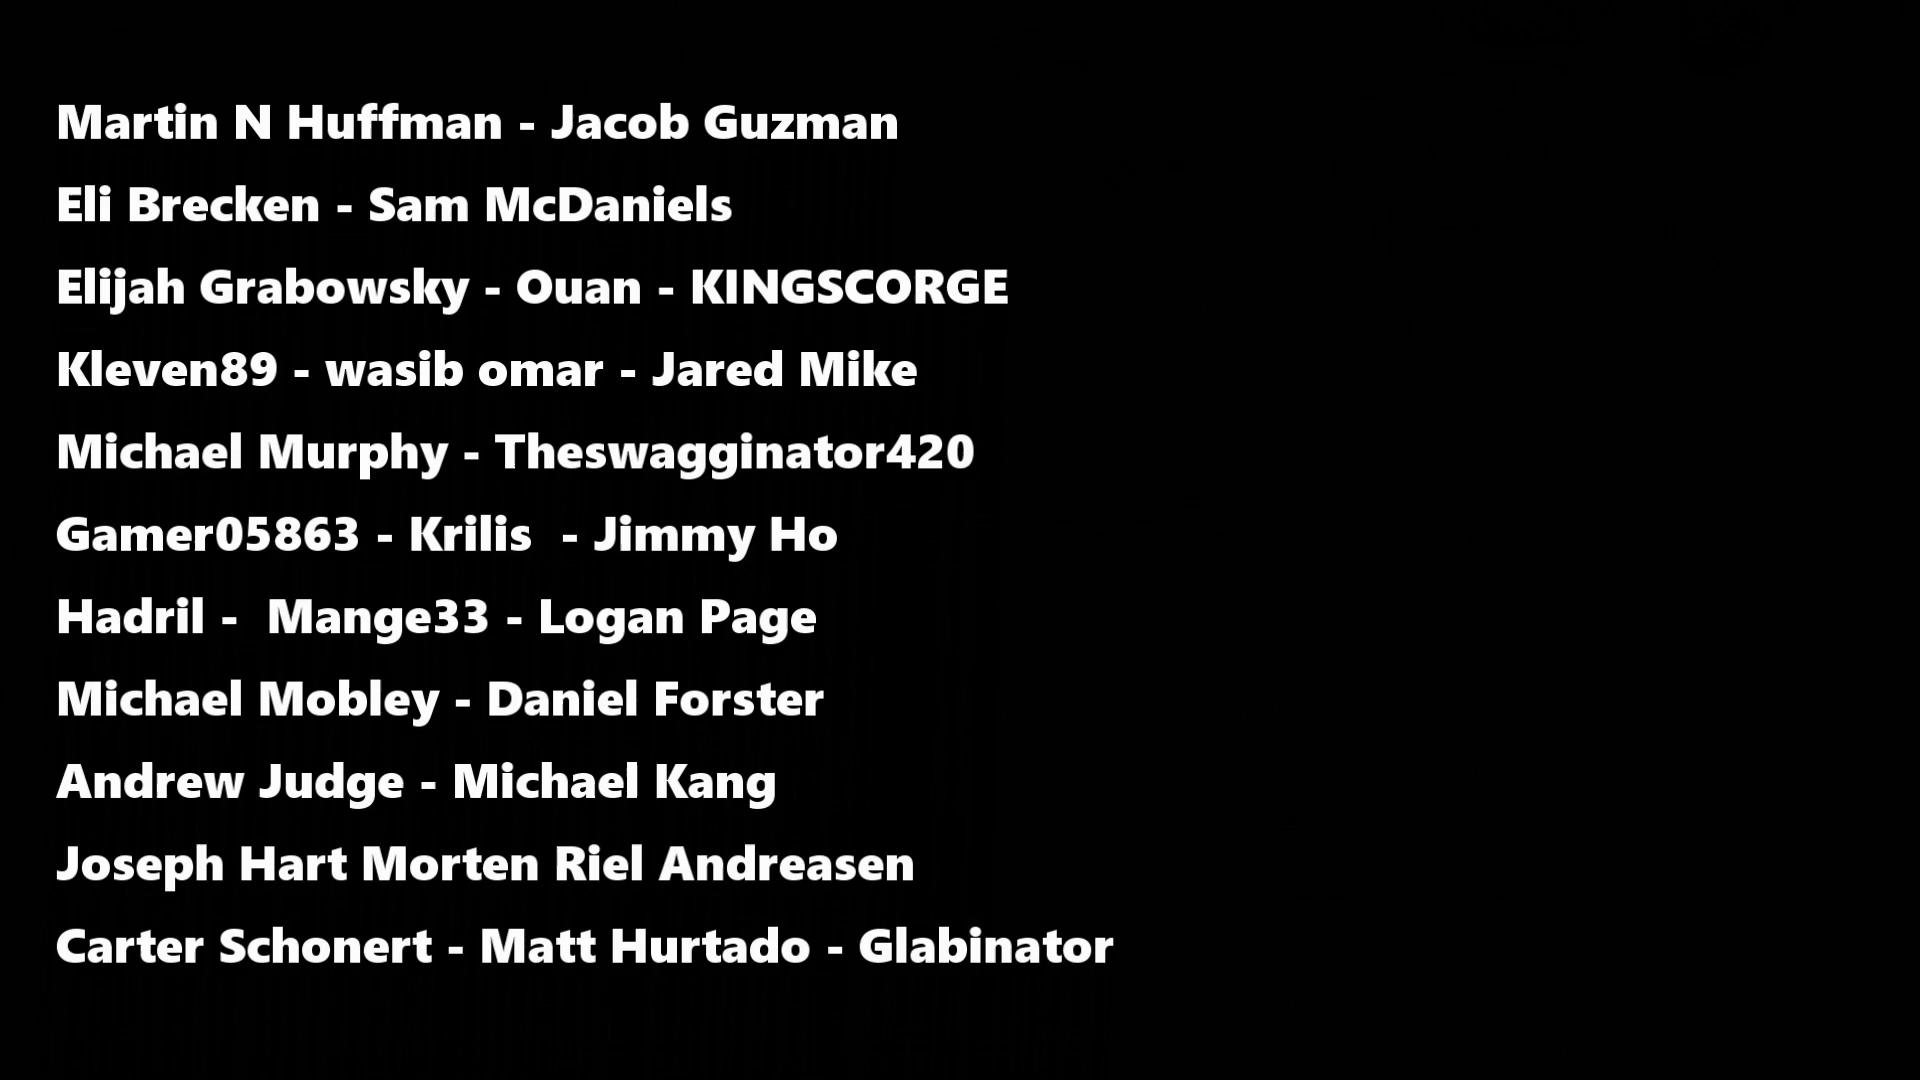 Martin N Huffman - Jacob Guzman
Eli Brecken - Sam McDaniels
Elijah Grabowsky - Ouan - KINGSCORGE
Kleven89 - wasib omar - Jared Mike
Michael Murphy - Theswagginator420
Gamer05863 - Krilis  - Jimmy Ho
Hadril -  Mange33 - Logan Page
Michael Mobley - Daniel Forster
Andrew Judge - Michael Kang
Joseph Hart Morten Riel Andreasen
Carter Schonert - Matt Hurtado - Glabinator